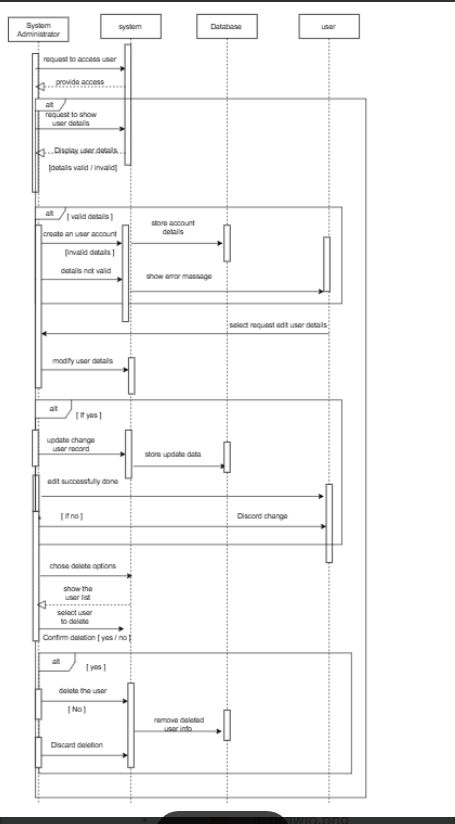 System
Administrator
system
Database
user
request to access user
provide access
alt
request to show
user details
Display user details
[details valid / invalid]
alt
[ valid details ]
store account
details
create an user account
[invalid details ]
details not valid
show error massage
select request edit user details
modify user details
alt
[ If yes ]
update change
user record
store update data
edit successfully done
[ if no ]
Discord change
chose delete options
show the
user list
select user
to delete
Confirm deletion [ yes / no ]
alt
[ yes ]
delete the user
[ No ]
remove deleted
user info
Discard deletion